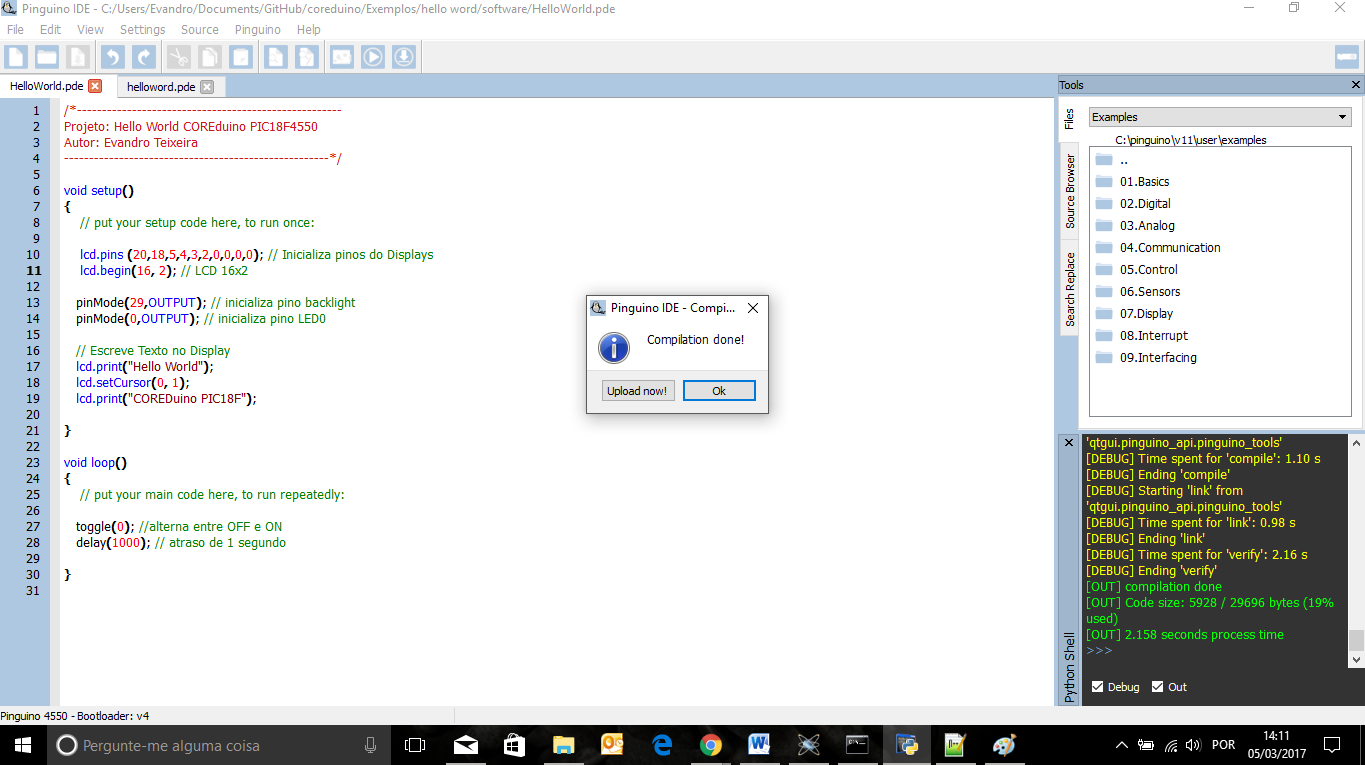 Pinguino IDE - C:/Users/Evandro/Documents/GitHub/coreduino/Exemplos/hello word/software/HelloWorld.pde
File Edit View Settings Source Pinguino Help
HelloWorld.pde helloword.pde
1 /*-----------------------------------------------------
2 Projeto: Hello World COREduino PIC18F4550
3 Autor: Evandro Teixeira
4 -----------------------------------------------------*/
5
6 void setup()
7 {
8 // put your setup code here, to run once:
9
10 lcd.pins (20,18,5,4,3,2,0,0,0,0); // Inicializa pinos do Displays
11 lcd.begin(16, 2); // LCD 16x2
12
13 pinMode(29,OUTPUT); // inicializa pino backlight
14 pinMode(0,OUTPUT); // inicializa pino LED0
15
16 // Escreve Texto no Display
17 lcd.print("Hello World");
18 lcd.setCursor(0, 1);
19 lcd.print("COREDuino PIC18F");
20
21 }
22
23 void loop()
24 {
25 // put your main code here, to run repeatedly:
26
27 toggle(0); //alterna entre OFF e ON
28 delay(1000); // atraso de 1 segundo
29
30 }
31
Pinguino IDE - Compi...
Compilation done!
Upload now! Ok
Tools
Files
Source Browser
Search Replace
Examples
C:\pinguino\v11\user\examples
..
01.Basics
02.Digital
03.Analog
04.Communication
05.Control
06.Sensors
07.Display
08.Interrupt
09.Interfacing
Python Shell
'qtgui.pinguino_api.pinguino_tools'
[DEBUG] Time spent for 'compile': 1.10 s
[DEBUG] Ending 'compile'
[DEBUG] Starting 'link' from
'qtgui.pinguino_api.pinguino_tools'
[DEBUG] Time spent for 'link': 0.98 s
[DEBUG] Ending 'link'
[DEBUG] Time spent for 'verify': 2.16 s
[DEBUG] Ending 'verify'
[OUT] compilation done
[OUT] Code size: 5928 / 29696 bytes (19%
used)
[OUT] 2.158 seconds process time
>>>
Debug Out
Pinguino 4550 - Bootloader: v4
Pergunte-me alguma coisa
POR
14:11
05/03/2017